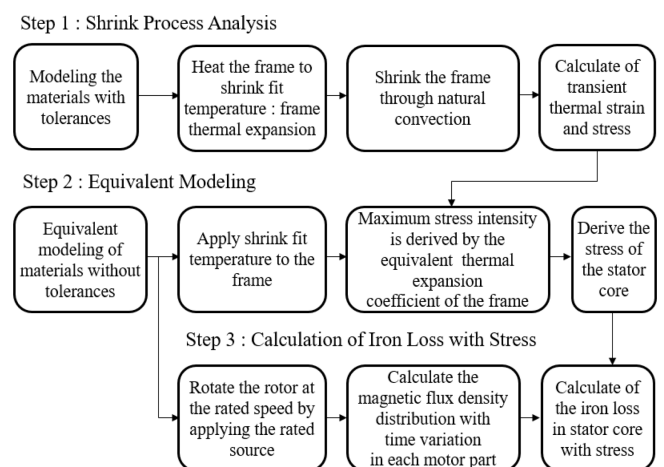 Step 1 : Shrink Process Analysis
Modeling the
materials with
tolerances
Heat the frame to
shrink fit
temperature : frame
thermal expansion
Shrink the frame
through natural
convection
Calculate of
transient
thermal strain
and stress
Step 2 : Equivalent Modeling
Equivalent
modeling of
materials without
tolerances
Apply shrink fit
temperature to the
frame
Maximum stress intensity
is derived by the
equivalent thermal
expansion
coefficient of the frame
Derive the
stress of
the stator
core
Step 3 : Calculation of Iron Loss with Stress
Rotate the rotor at
the rated speed by
applying the rated
source
Calculate the
magnetic flux density
distribution with
time variation
in each motor part
Calculate of
the iron loss
in stator core
with stress